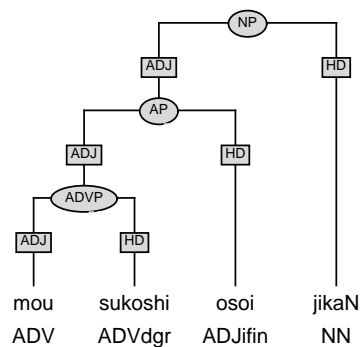 NP
ADJ HD
AP
ADJ HD
ADVP
ADJ HD
mou sukoshi osoi jikaN
ADV ADVdgr ADJifin NN